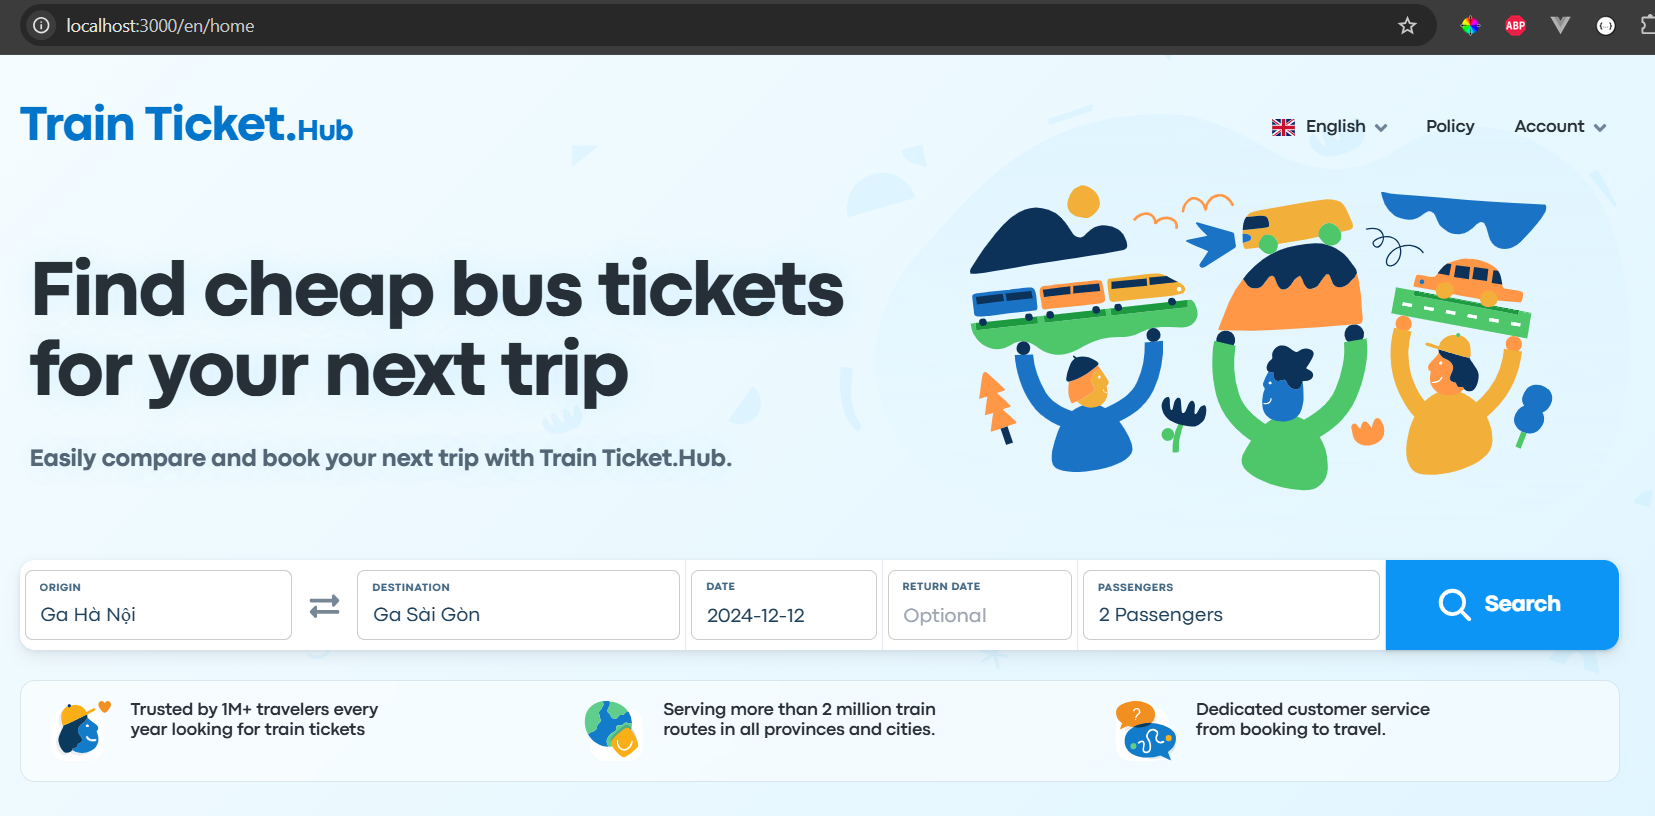 localhost:3000/en/home
ABP
Train Ticket.Hub
English
Policy
Account
Find cheap bus tickets
for your next trip
Easily compare and book your next trip with Train Ticket.Hub.
ORIGIN
Ga Hà Nội
DESTINATION
Ga Sài Gòn
DATE
2024-12-12
RETURN DATE
Optional
PASSENGERS
2 Passengers
Search
Trusted by 1M+ travelers every
year looking for train tickets
Serving more than 2 million train
routes in all provinces and cities.
?
Dedicated customer service
from booking to travel.